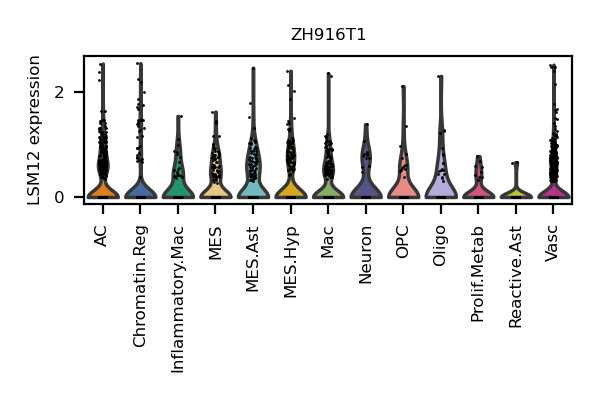 ZH916T1
LSM12 expression
2
0
AC
Chromatin.Reg
Inflammatory.Mac
MES
MES.Ast
MES.Hyp
Mac
Neuron
OPC
Oligo
Prolif.Metab
Reactive.Ast
Vasc